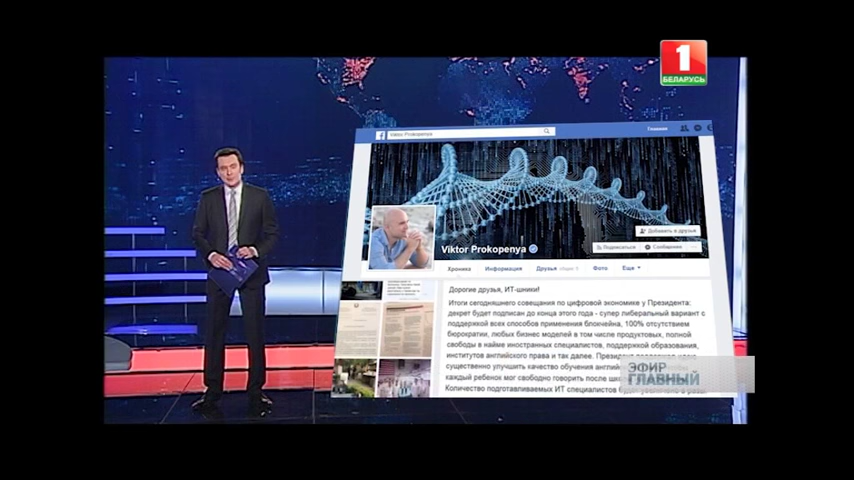 1
БЕЛАРУСЬ
Viktor Prokopenya
Главная
Добавить в друзья
Viktor Prokopenya
Подписаться
Сообщение
Хроника Информация Друзья Фото Еще
Дорогие друзья, ИТ-шники!
Итоги сегодняшнего совещания по цифровой экономике у Президента:
декрет будет подписан до конца этого года - супер либеральный вариант с
поддержкой всех способов применения блокчейна, 100% отсутствием
бюрократии, любых бизнес моделей в том числе продуктовых, полной
свободы в найме иностранных специалистов, поддержкой образования,
институтов английского права и так далее. Президент
существенно улучшить качество обучения
каждый ребенок мог свободно говорить после
Количество подготавливаемых ИТ специалистов будет
ЭФИР
ГЛАВНЫЙ